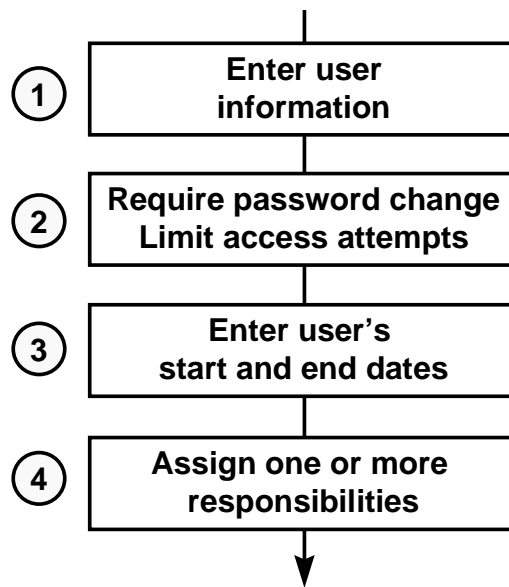 1
Enter user
information
2
Require password change
Limit access attempts
3
Enter user’s
start and end dates
4
Assign one or more
responsibilities